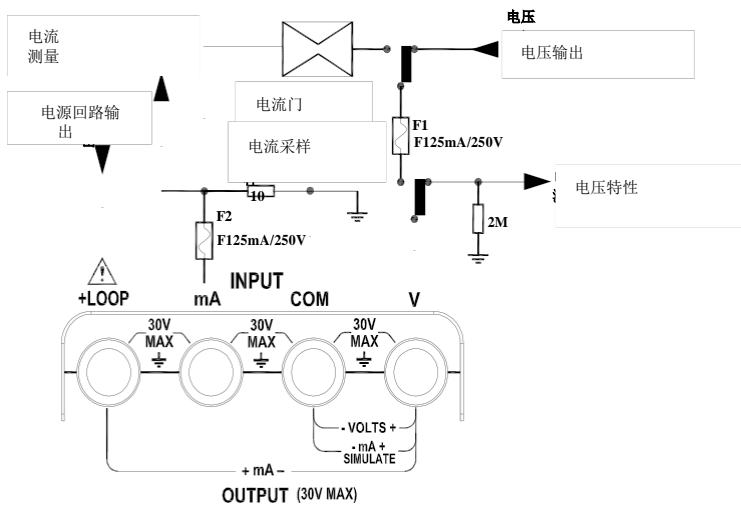 电压
电流
测量
电压输出
电源回路输
出
电流门
F1
F125mA/250V
电流采样
10
电压特性
F2
F125mA/250V
2M
INPUT
+LOOP
mA
COM
V
30V
MAX
30V
MAX
30V
MAX
- VOLTS +
- mA +
SIMULATE
+ mA –
OUTPUT (30V MAX)